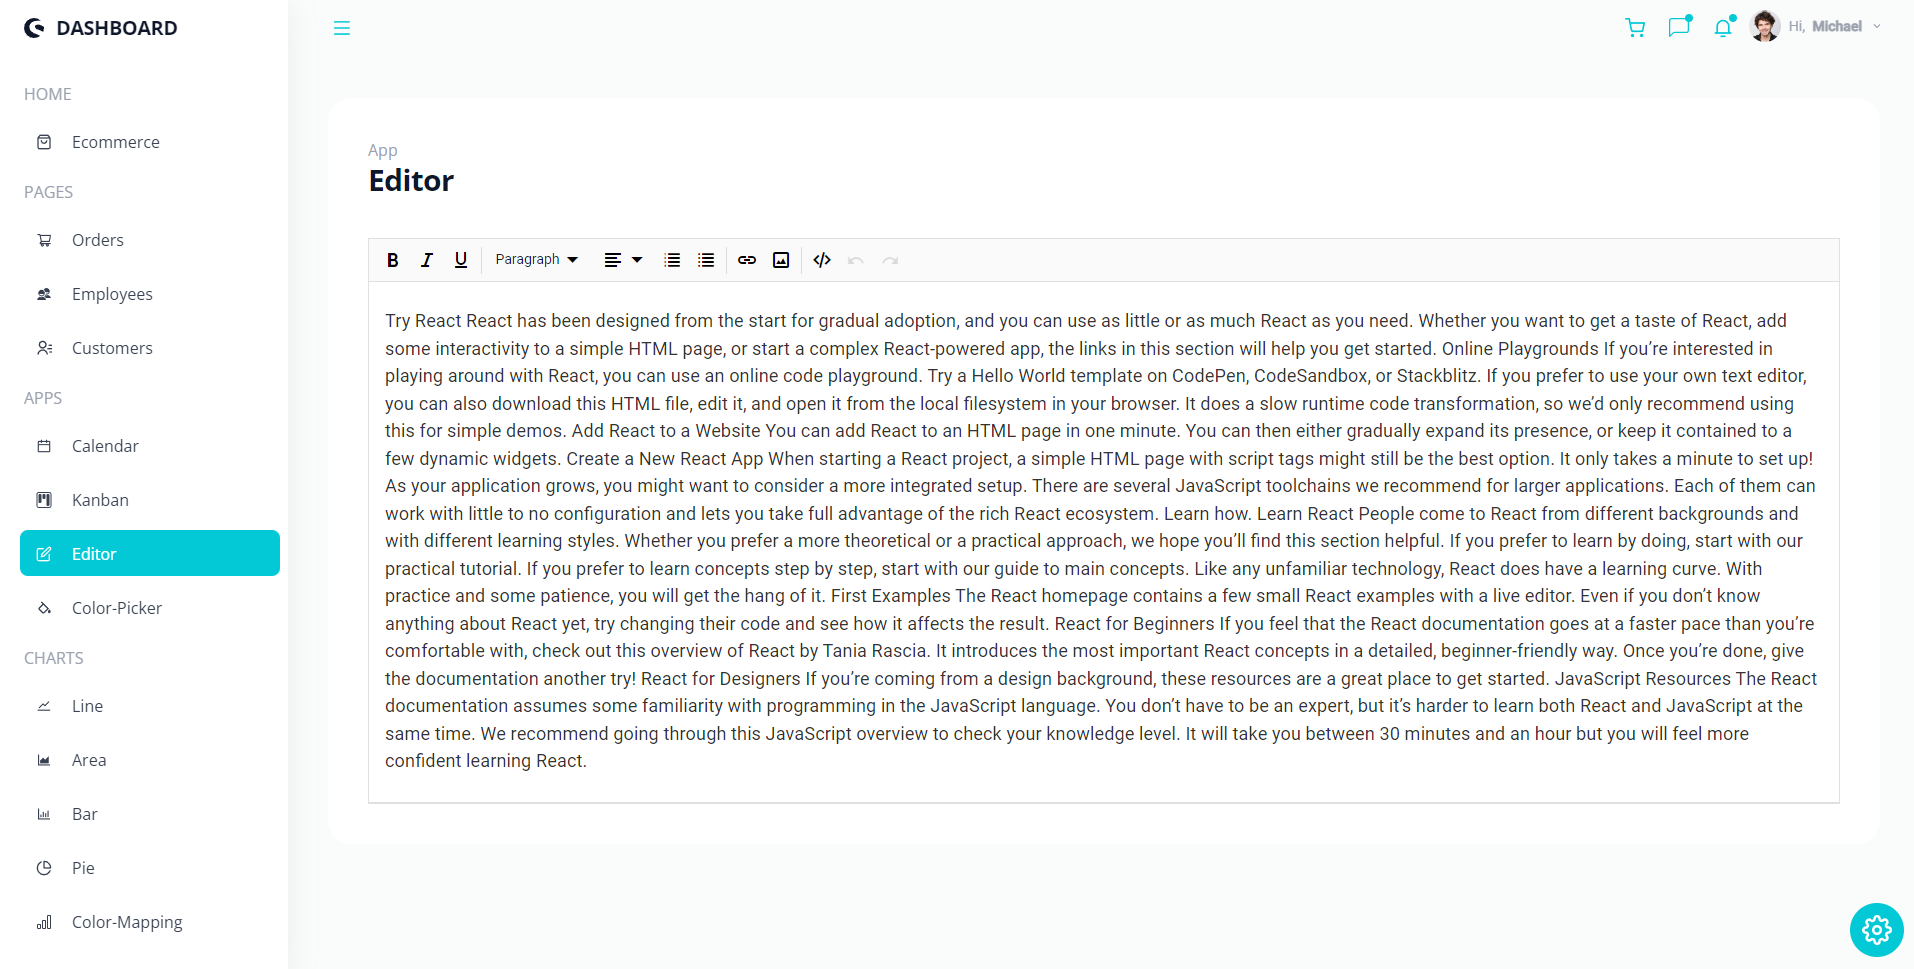 DASHBOARD
Hi, Michael
HOME
Ecommerce
PAGES
Orders
Employees
Customers
APPS
Calendar
Kanban
Editor
Color-Picker
CHARTS
Line
Area
Bar
Pie
Color-Mapping
App
Editor
B I U Paragraph
Try React React has been designed from the start for gradual adoption, and you can use as little or as much React as you need. Whether you want to get a taste of React, add
some interactivity to a simple HTML page, or start a complex React-powered app, the links in this section will help you get started. Online Playgrounds If you’re interested in
playing around with React, you can use an online code playground. Try a Hello World template on CodePen, CodeSandbox, or Stackblitz. If you prefer to use your own text editor,
you can also download this HTML file, edit it, and open it from the local filesystem in your browser. It does a slow runtime code transformation, so we’d only recommend using
this for simple demos. Add React to a Website You can add React to an HTML page in one minute. You can then either gradually expand its presence, or keep it contained to a
few dynamic widgets. Create a New React App When starting a React project, a simple HTML page with script tags might still be the best option. It only takes a minute to set up!
As your application grows, you might want to consider a more integrated setup. There are several JavaScript toolchains we recommend for larger applications. Each of them can
work with little to no configuration and lets you take full advantage of the rich React ecosystem. Learn how. Learn React People come to React from different backgrounds and
with different learning styles. Whether you prefer a more theoretical or a practical approach, we hope you’ll find this section helpful. If you prefer to learn by doing, start with our
practical tutorial. If you prefer to learn concepts step by step, start with our guide to main concepts. Like any unfamiliar technology, React does have a learning curve. With
practice and some patience, you will get the hang of it. First Examples The React homepage contains a few small React examples with a live editor. Even if you don’t know
anything about React yet, try changing their code and see how it affects the result. React for Beginners If you feel that the React documentation goes at a faster pace than you’re
comfortable with, check out this overview of React by Tania Rascia. It introduces the most important React concepts in a detailed, beginner-friendly way. Once you’re done, give
the documentation another try! React for Designers If you’re coming from a design background, these resources are a great place to get started. JavaScript Resources The React
documentation assumes some familiarity with programming in the JavaScript language. You don’t have to be an expert, but it’s harder to learn both React and JavaScript at the
same time. We recommend going through this JavaScript overview to check your knowledge level. It will take you between 30 minutes and an hour but you will feel more
confident learning React.